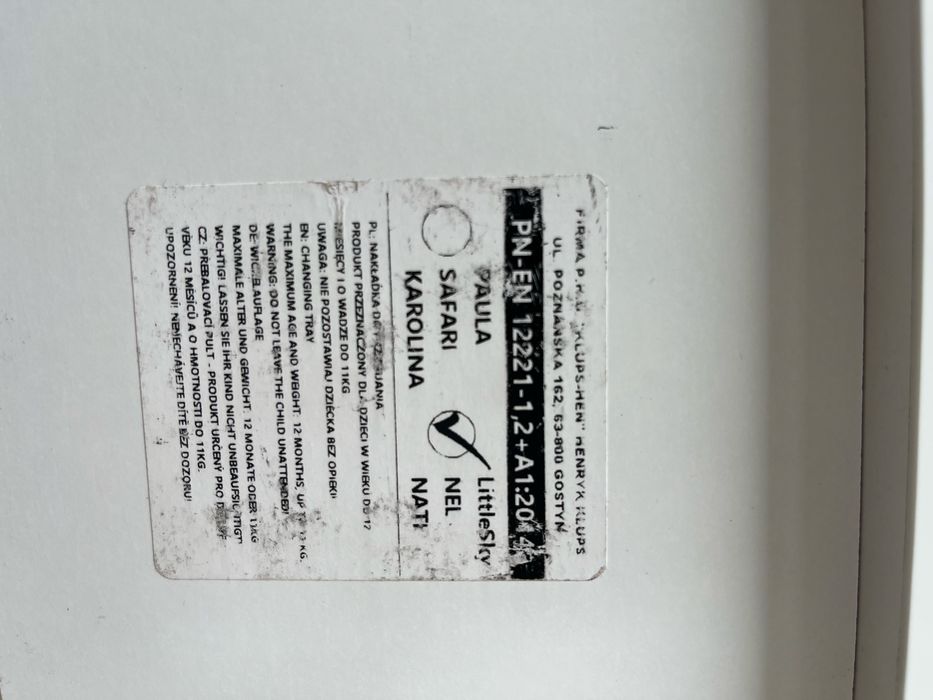 FIRMA P.P.H. "KLUPS-HEN" HENRYK KLUPS
UL. POZNAŃSKA 162, 63-800 GOSTYŃ
PN-EN 12221-1,2+A1:2014
PAULA LittleSky
SAFARI NEL
KAROLINA NATI
PL: NAKŁADKA DO
PRODUKT PRZEZNACZONY DLA DZIECI W WIEKU DO 12
MIESIĘCY I O WADZE DO 11KG
UWAGA: NIE POZOSTAWIAJ DZIECKA BEZ OPIEKI!
EN: CHANGING TRAY
THE MAXIMUM AGE AND WEIGHT: 12 MONTHS, UP TO 11 KG.
WARNING: DO NOT LEAVE THE CHILD UNATTENDED!
DE: WICKELAUFLAGE
MAXIMALE ALTER UND GEWICHT: 12 MONATE ODER 11KG
WICHTIG! LASSEN SIE IHR KIND NICHT UNBEAUFSICHTIGT!
CZ: PŘEBALOVACÍ PULT - PRODUKT URČENÝ PRO
VĚKU 12 MĚSÍCŮ A O HMOTNOSTI DO 11KG.
UPOZORNĚNÍ! NENECHÁVEJTE DÍTĚ BEZ DOZORU!